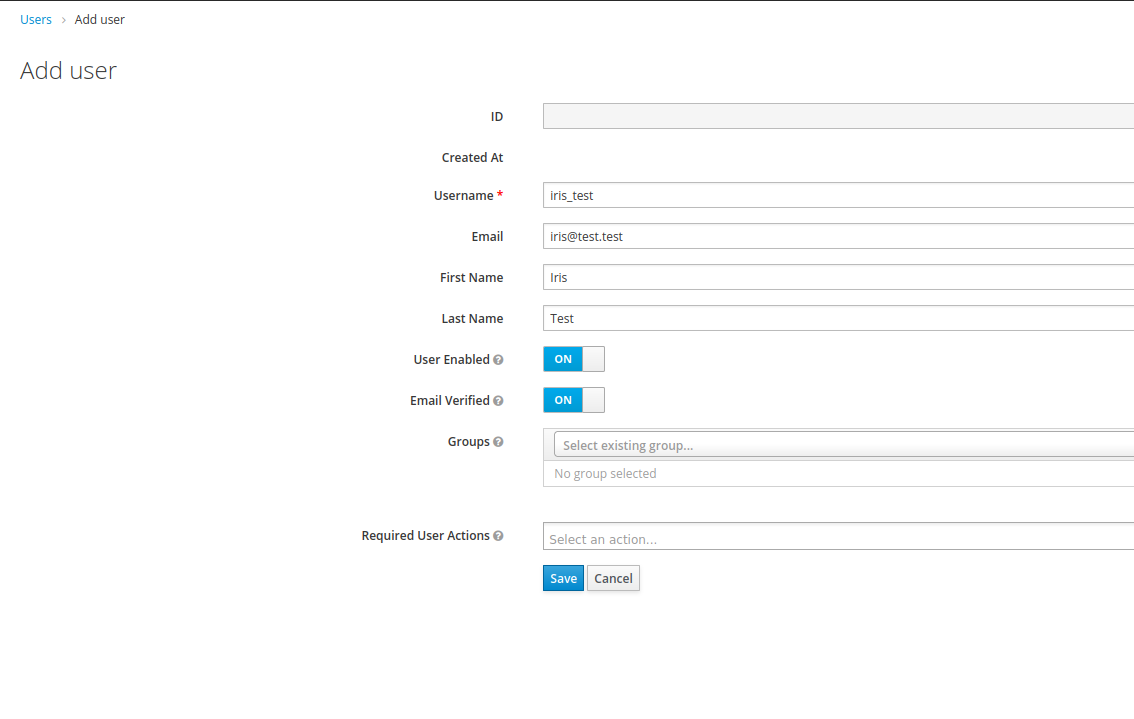 Users › Add user
Add user
ID
Created At
Username * iris_test
Email iris@test.test
First Name Iris
Last Name Test
User Enabled ON
Email Verified ON
Groups Select existing group...
No group selected
Required User Actions Select an action...
Save Cancel